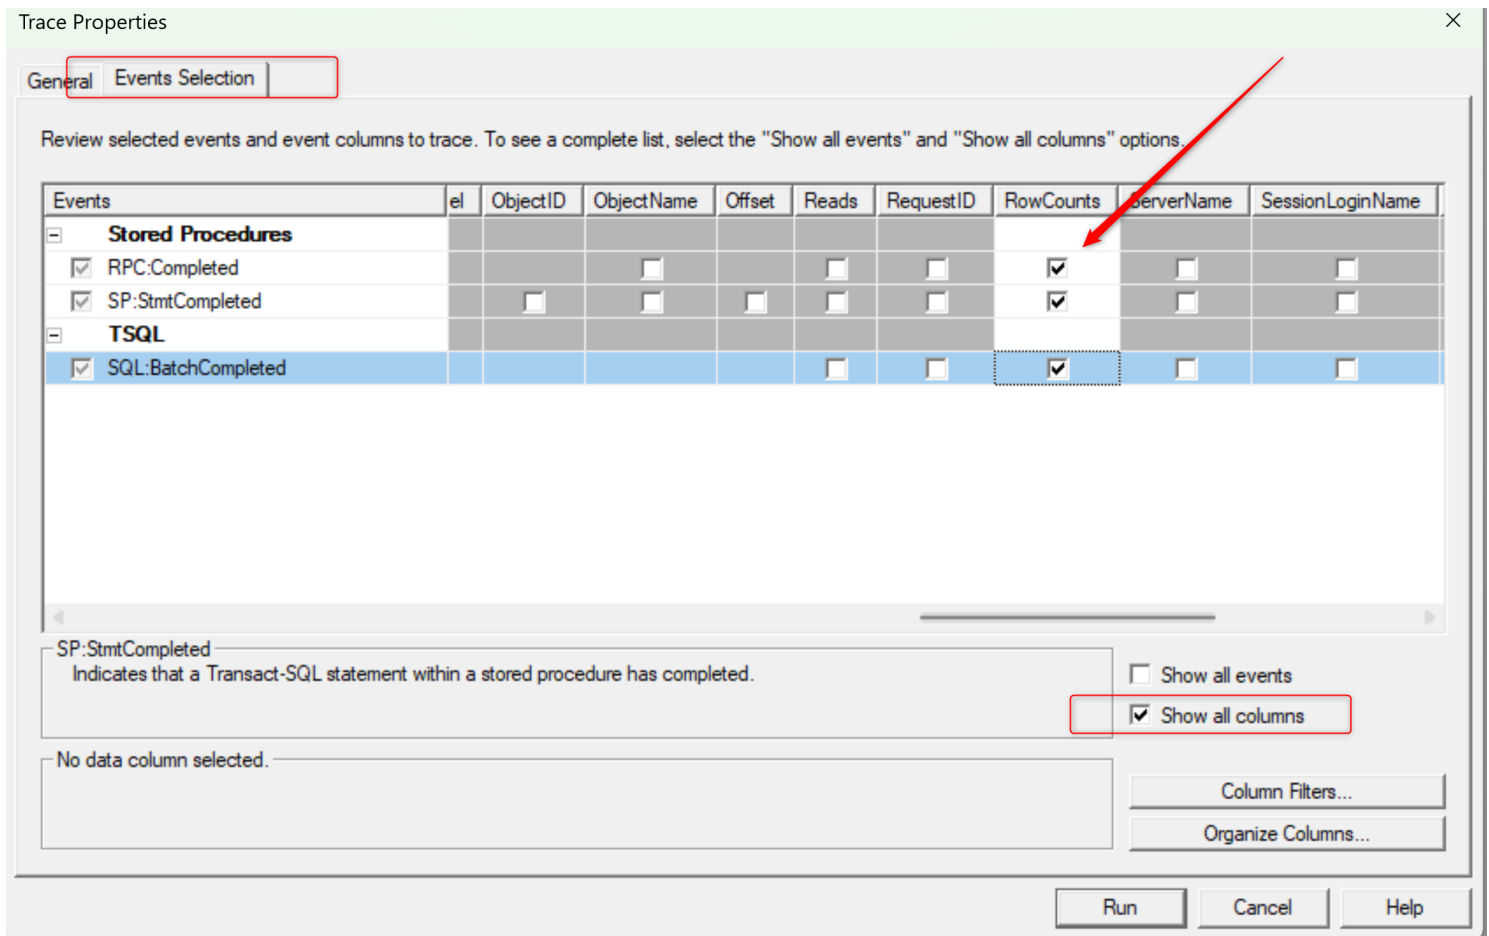 Trace Properties
General
Events Selection
Review selected events and event columns to trace. To see a complete list, select the "Show all events" and "Show all columns" options.
Events el ObjectID ObjectName Offset Reads RequestID RowCounts ServerName SessionLoginName
Stored Procedures
RPC:Completed
SP:StmtCompleted
TSQL
SQL:BatchCompleted
SP:StmtCompleted
Indicates that a Transact-SQL statement within a stored procedure has completed.
Show all events
Show all columns
No data column selected.
Column Filters...
Organize Columns...
Run Cancel Help